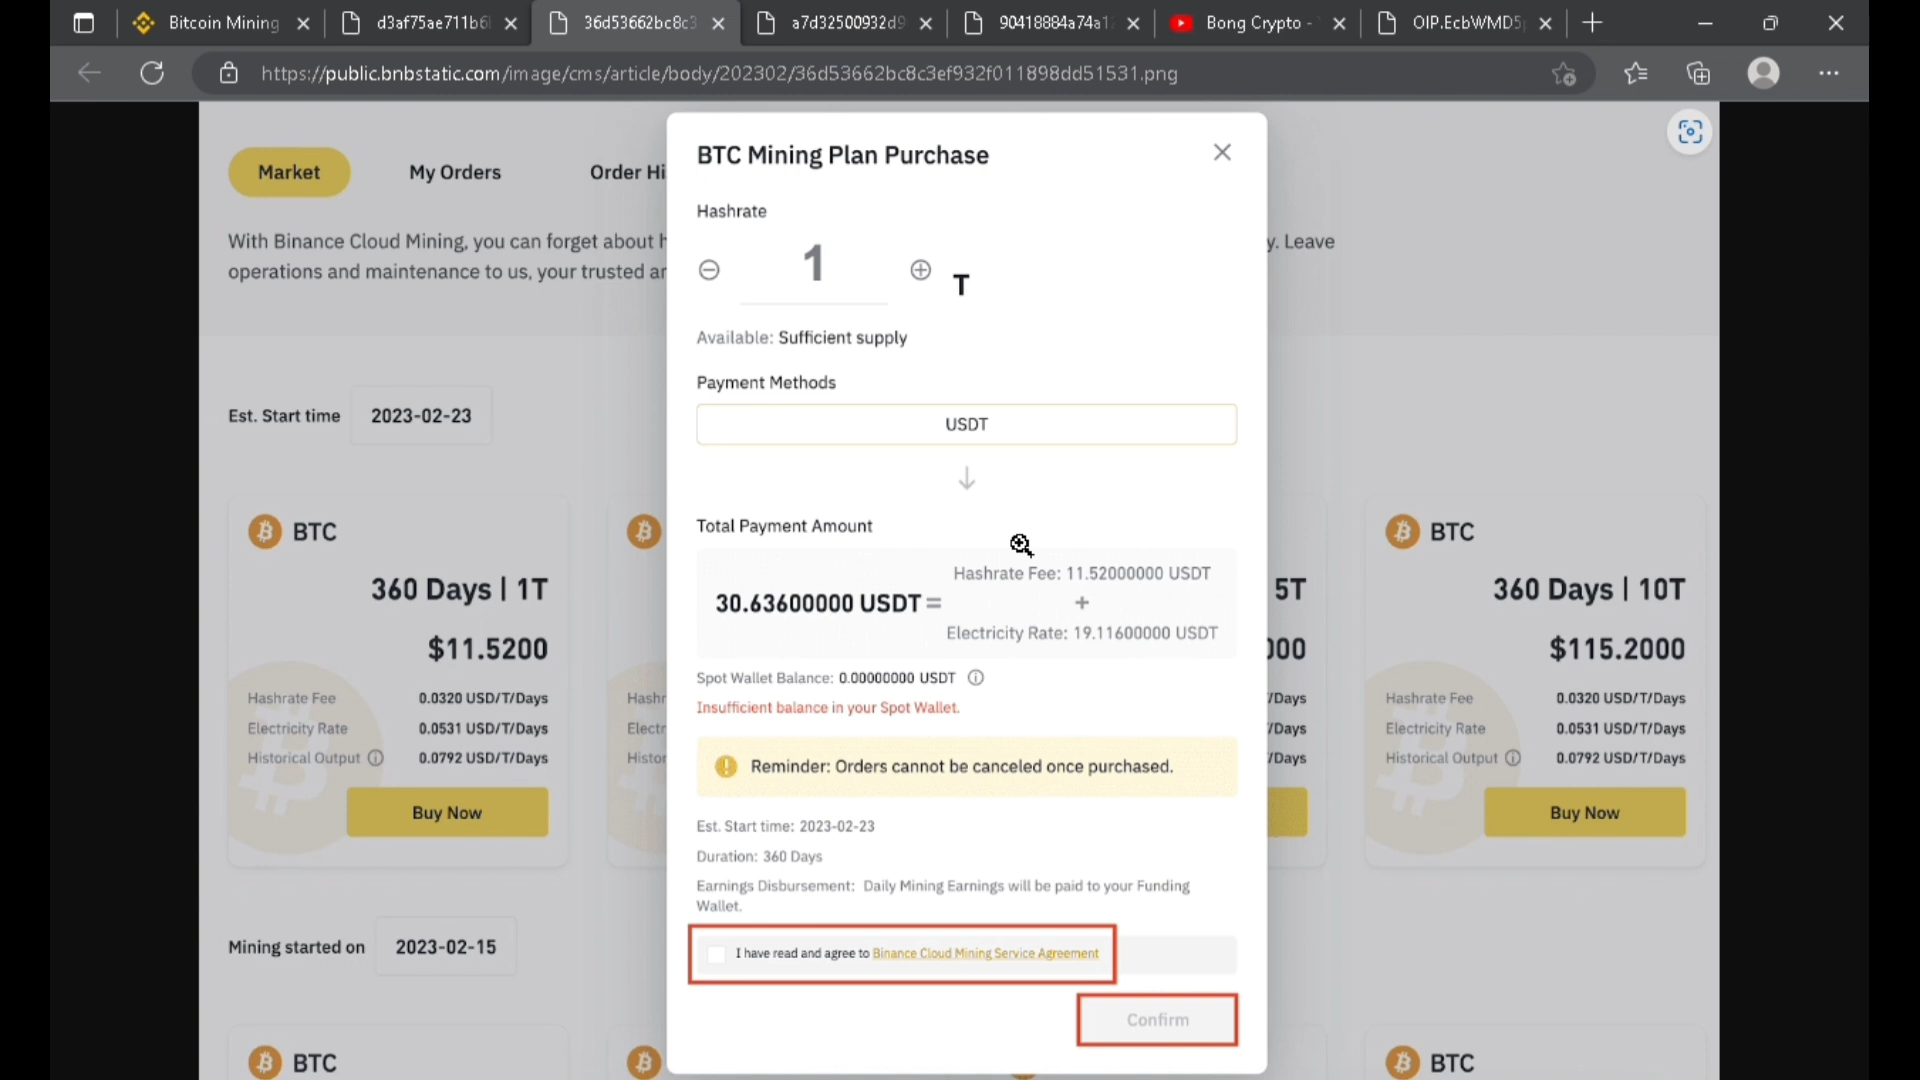 Bitcoin Mining
d3af75ae711b6
36d53662bc8c3
a7d32500932d9
90418884a74a1
Bong Crypto -
OIP.EcbWMD5
https://public.bnbstatic.com/image/cms/article/body/202302/36d53662bc8c3ef932f011898dd51531.png
Market
My Orders
Order Hi
With Binance Cloud Mining, you can forget about h
y. Leave
operations and maintenance to us, your trusted ar
Est. Start time
2023-02-23
BTC
360 Days | 1T
$11.5200
Hashrate Fee
0.0320 USD/T/Days
Electricity Rate
0.0531 USD/T/Days
Historical Output
0.0792 USD/T/Days
Buy Now
Hashr
Electr
Histor
BTC Mining Plan Purchase
Hashrate
1
T
Available: Sufficient supply
Payment Methods
USDT
Total Payment Amount
30.63600000 USDT =
Hashrate Fee: 11.52000000 USDT
+
Electricity Rate: 19.11600000 USDT
Spot Wallet Balance: 0.00000000 USDT
Insufficient balance in your Spot Wallet.
Reminder: Orders cannot be canceled once purchased.
Est. Start time: 2023-02-23
Duration: 360 Days
Earnings Disbursement: Daily Mining Earnings will be paid to your Funding
Wallet.
I have read and agree to Binance Cloud Mining Service Agreement
Confirm
5T
000
/Days
/Days
/Days
BTC
360 Days | 10T
$115.2000
Hashrate Fee
0.0320 USD/T/Days
Electricity Rate
0.0531 USD/T/Days
Historical Output
0.0792 USD/T/Days
Buy Now
Mining started on
2023-02-15
BTC
BTC